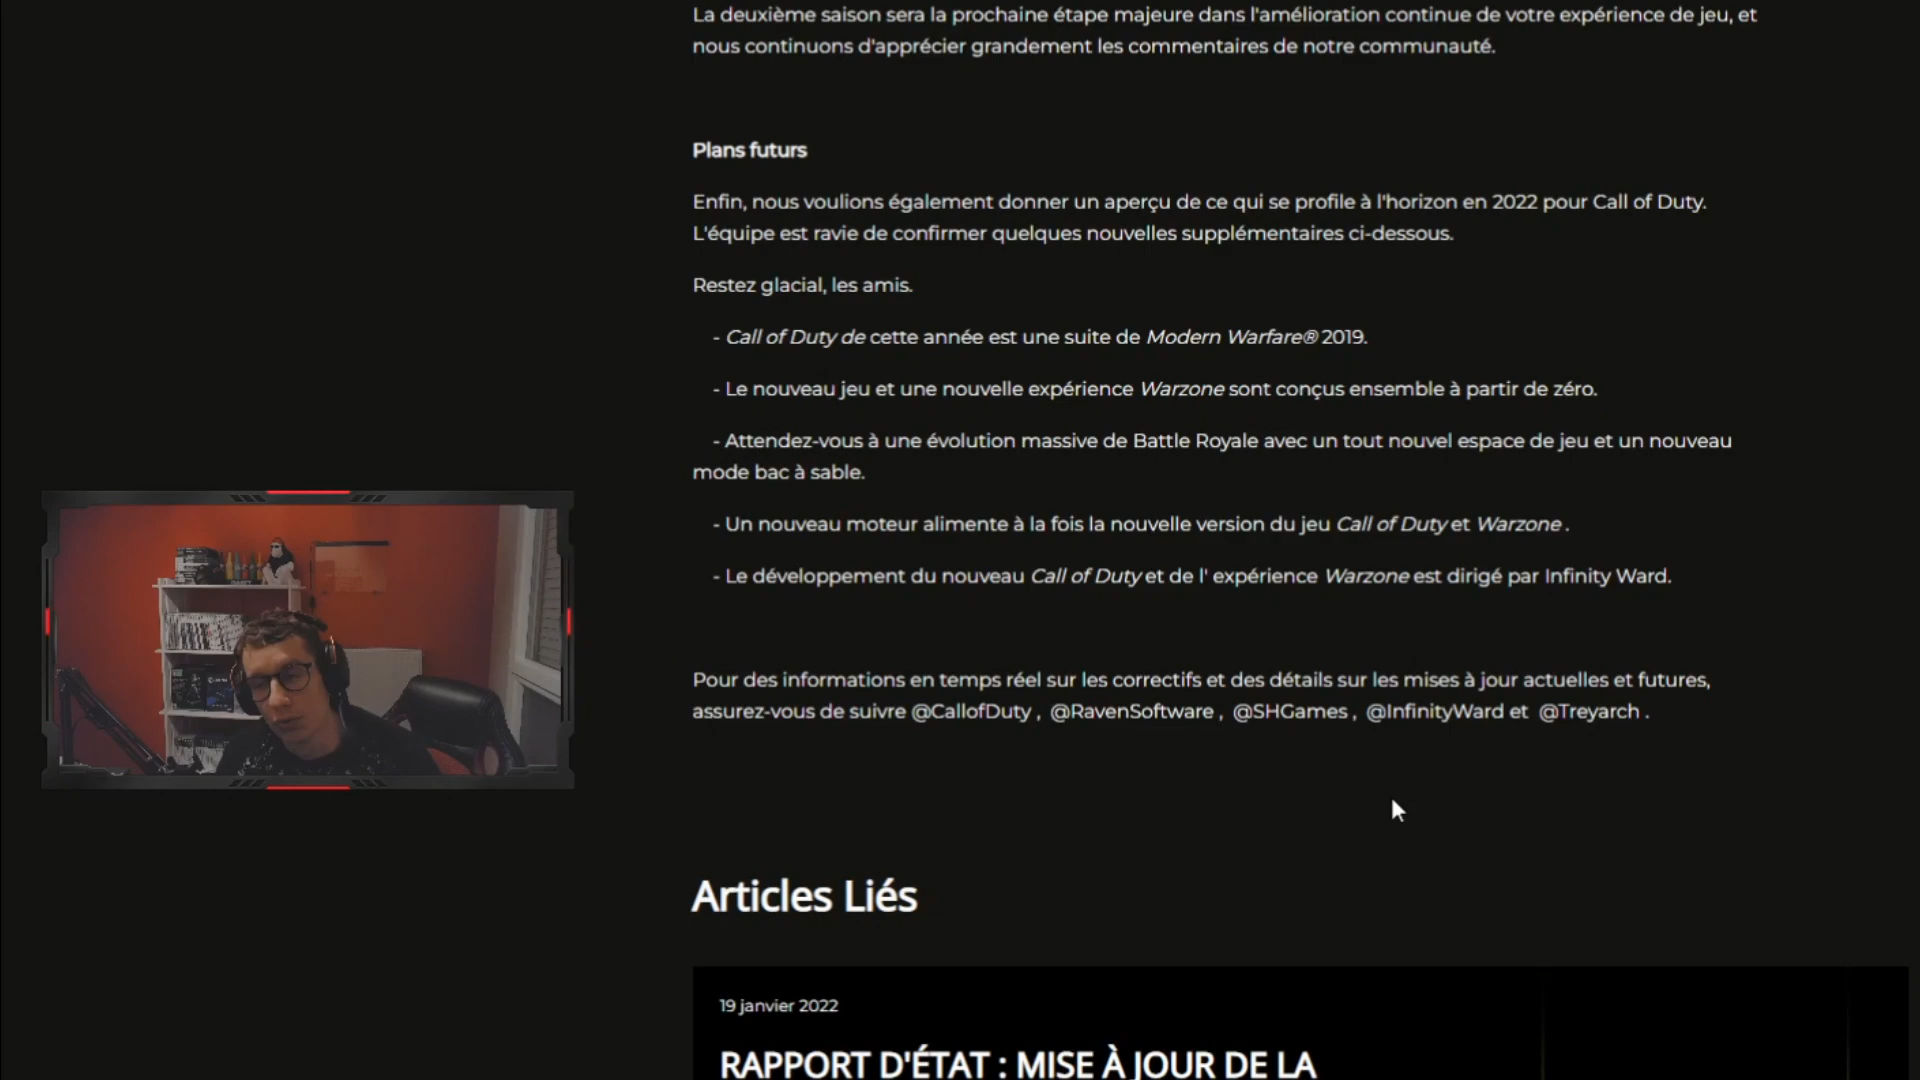 La deuxième saison sera la prochaine étape majeure dans l'amélioration continue de votre expérience de jeu, et
nous continuons d'apprécier grandement les commentaires de notre communauté.
Plans futurs
Enfin, nous voulions également donner un aperçu de ce qui se profile à l'horizon en 2022 pour Call of Duty.
L'équipe est ravie de confirmer quelques nouvelles supplémentaires ci-dessous.
Restez glacial, les amis.
- Call of Duty de cette année est une suite de Modern Warfare® 2019.
- Le nouveau jeu et une nouvelle expérience Warzone sont conçus ensemble à partir de zéro.
- Attendez-vous à une évolution massive de Battle Royale avec un tout nouvel espace de jeu et un nouveau
mode bac à sable.
- Un nouveau moteur alimente à la fois la nouvelle version du jeu Call of Duty et Warzone .
- Le développement du nouveau Call of Duty et de l' expérience Warzone est dirigé par Infinity Ward.
Pour des informations en temps réel sur les correctifs et des détails sur les mises à jour actuelles et futures,
assurez-vous de suivre @CallofDuty , @RavenSoftware , @SHGames , @InfinityWard et @Treyarch .
Articles Liés
19 janvier 2022
RAPPORT D'ÉTAT : MISE À JOUR DE LA